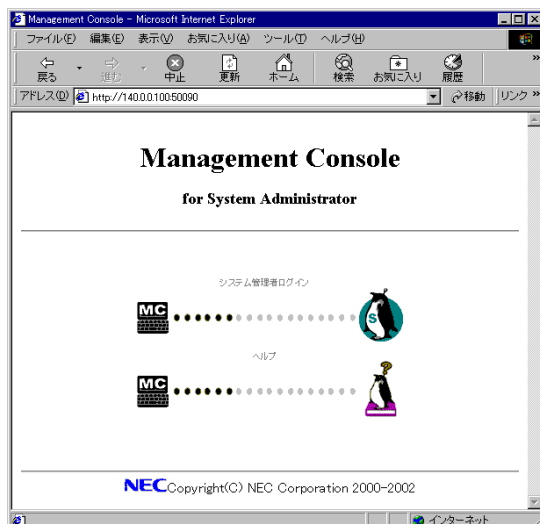 Management Console - Microsoft Internet Explorer
ファイル(F) 編集(E) 表示(V) お気に入り(A) ツール(T) ヘルプ(H)
戻る 進む 中止 更新 ホーム 検索 お気に入り 履歴 »
アドレス(D) http://140.0.0.100:50090 移動 リンク »
Management Console
for System Administrator
システム管理者ログイン
MC S
ヘルプ
MC ?
NEC Copyright(C) NEC Corporation 2000-2002
インターネット